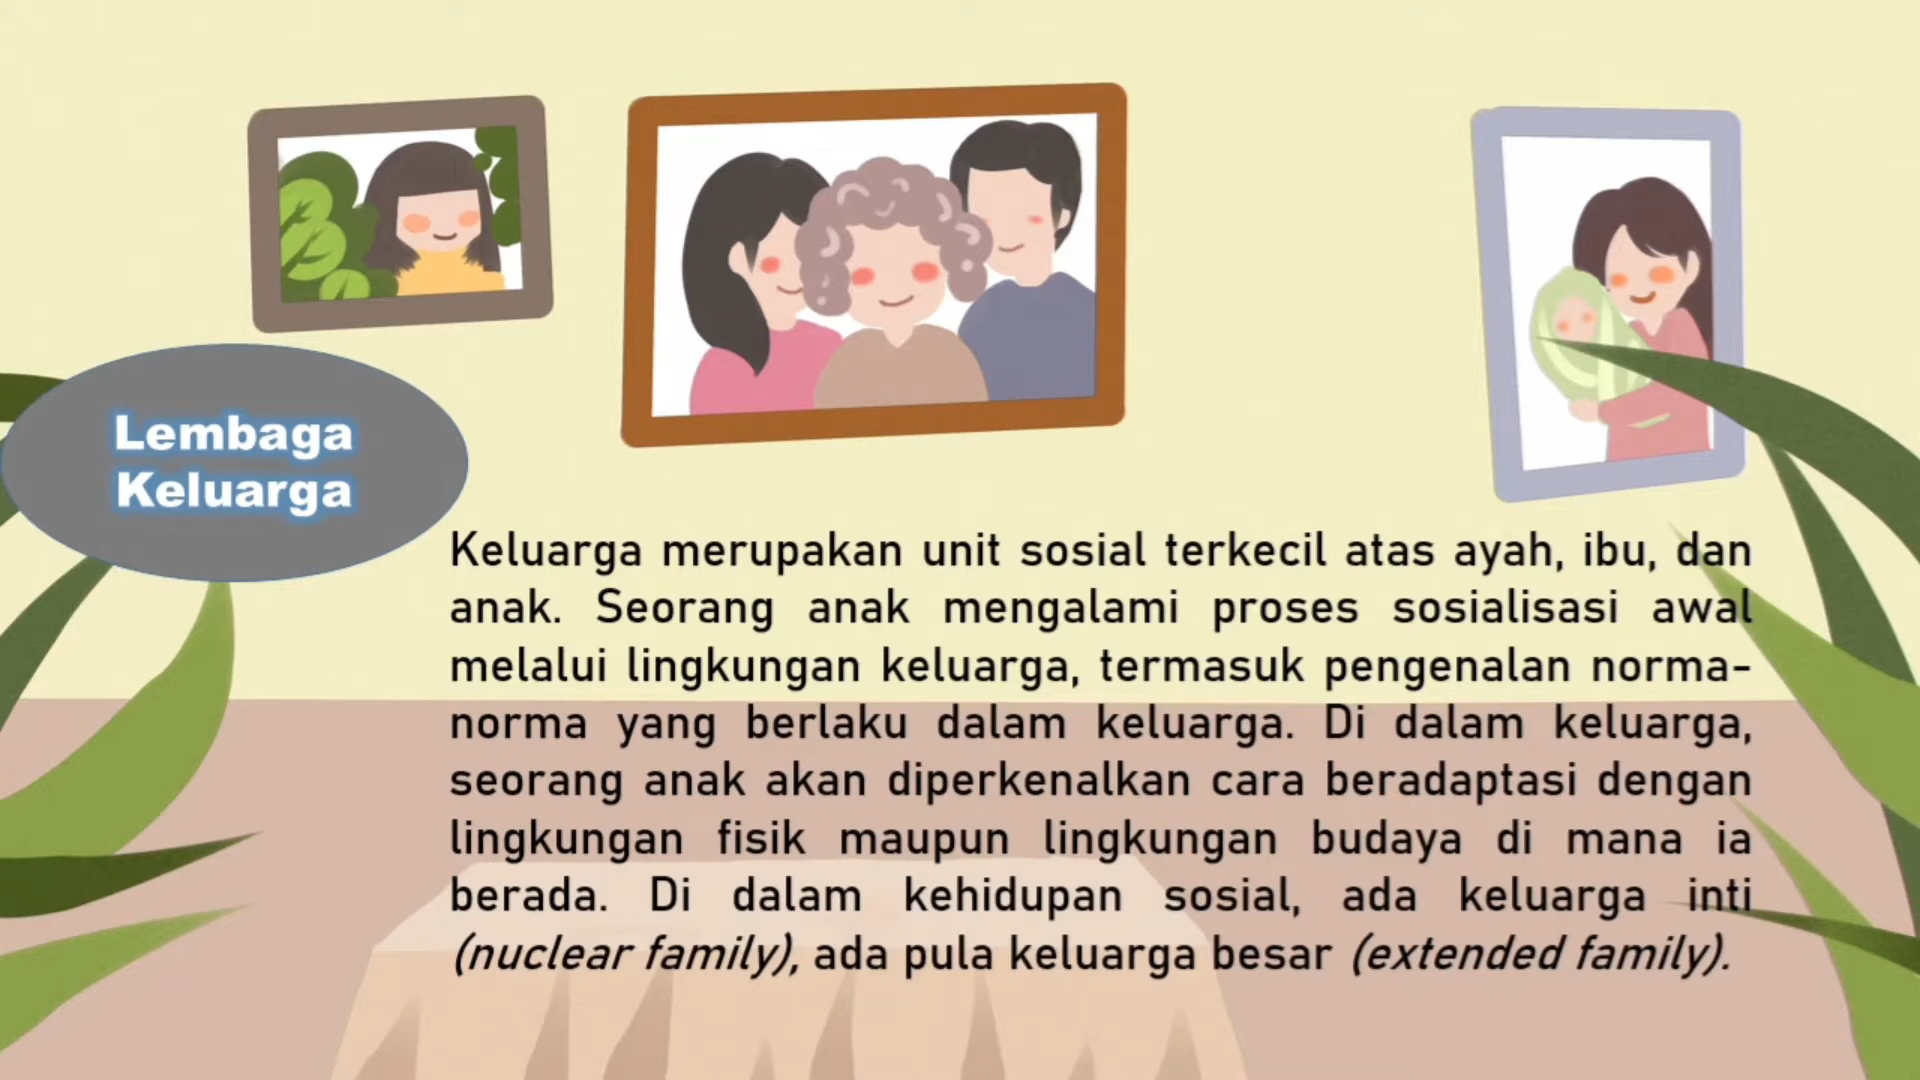 Lembaga
Keluarga
Keluarga merupakan unit sosial terkecil atas ayah, ibu, dan
anak. Seorang anak mengalami proses sosialisasi awal
melalui lingkungan keluarga, termasuk pengenalan norma-
norma yang berlaku dalam keluarga. Di dalam keluarga,
seorang anak akan diperkenalkan cara beradaptasi dengan
lingkungan fisik maupun lingkungan budaya di mana ia
berada. Di dalam kehidupan sosial, ada keluarga inti
(nuclear family), ada pula keluarga besar (extended family).